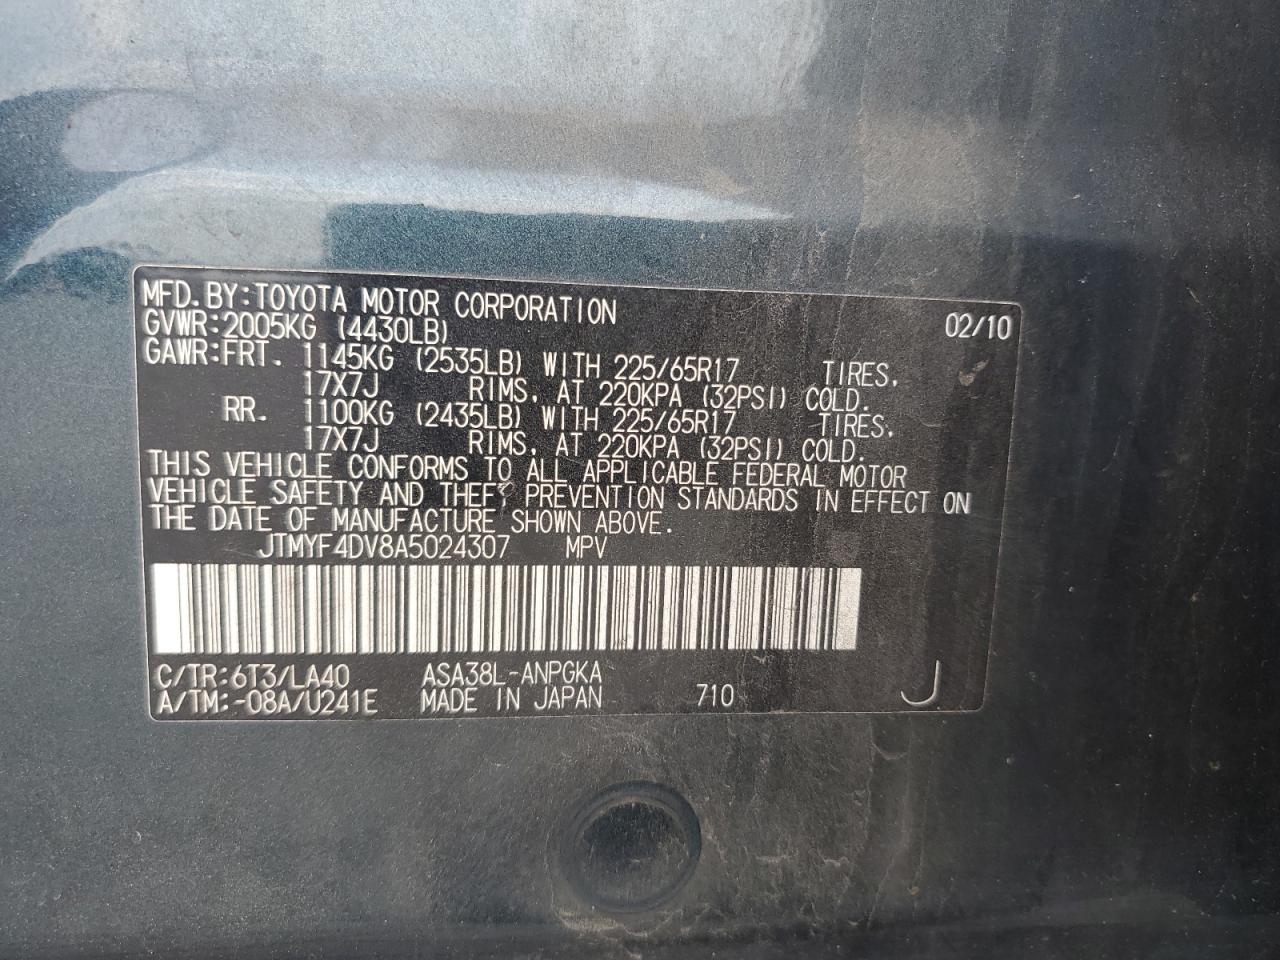 MFD.BY:TOYOTA MOTOR CORPORATION 02/10
GVWR:2005KG (4430LB)
GAWR:FRT. 1145KG (2535LB) WITH 225/65R17 TIRES,
17X7J RIMS, AT 220KPA (32PSI) COLD.
RR. 1100KG (2435LB) WITH 225/65R17 TIRES,
17X7J RIMS, AT 220KPA (32PSI) COLD.
THIS VEHICLE CONFORMS TO ALL APPLICABLE FEDERAL MOTOR
VEHICLE SAFETY AND THEFT PREVENTION STANDARDS IN EFFECT ON
THE DATE OF MANUFACTURE SHOWN ABOVE.
JTMYF4DV8A5024307 MPV
C/TR:6T3/LA40 ASA38L-ANPGKA
A/TM:-08A/U241E MADE IN JAPAN 710 J